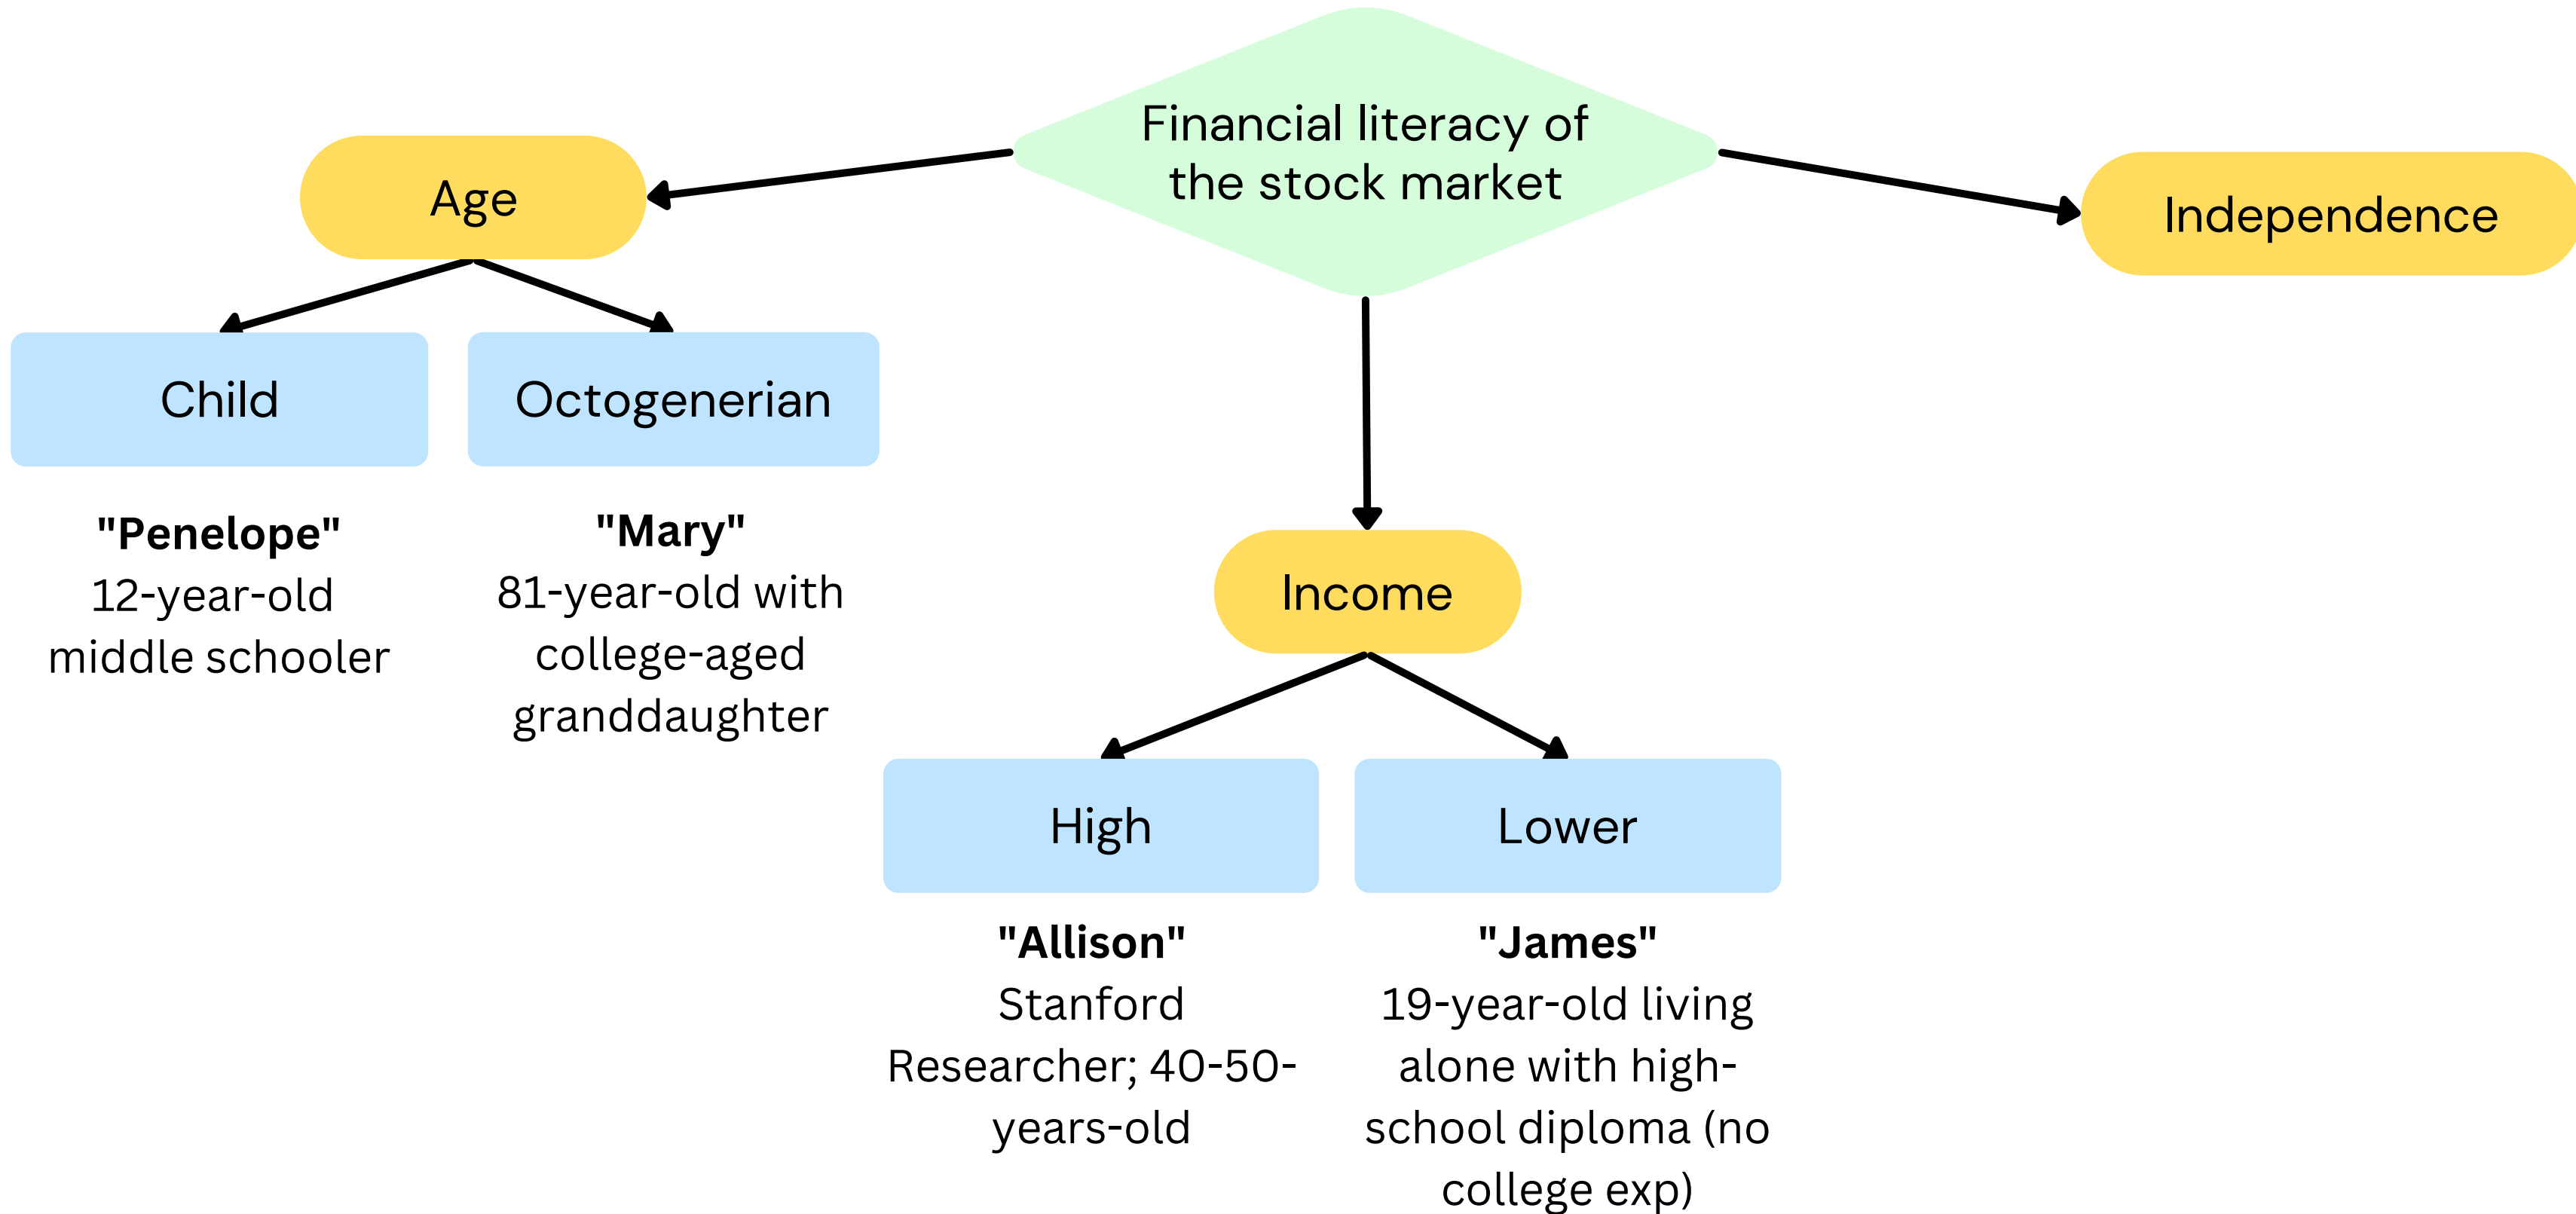 Financial literacy of
the stock market
Age
Independence
Child
Octogenerian
"Penelope"
12-year-old
middle schooler
"Mary"
81-year-old with
college-aged
granddaughter
Income
High
Lower
"Allison"
Stanford
Researcher; 40-50-
years-old
"James"
19-year-old living
alone with high-
school diploma (no
college exp)